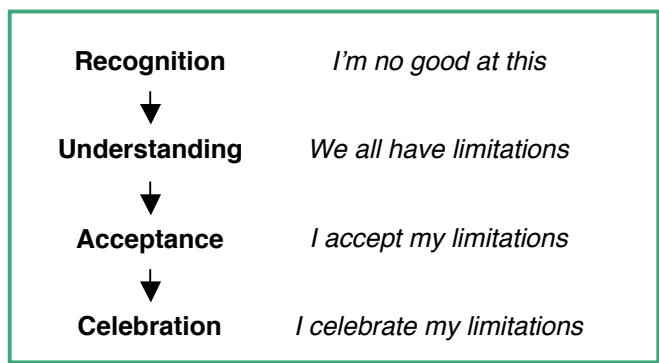 Recognition I’m no good at this
Understanding We all have limitations
Acceptance I accept my limitations
Celebration I celebrate my limitations